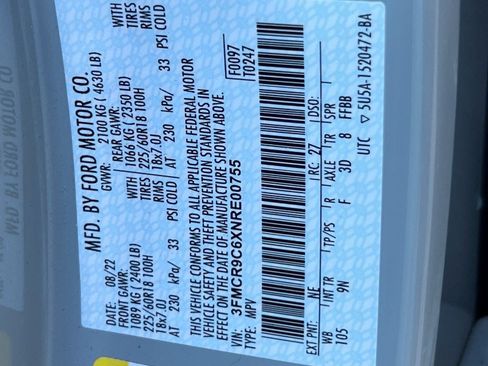 MFD. BY FORD MOTOR CO.
DATE: 08/22 GVWR: 2100 KG ( 4630 LB)
FRONT GAWR: REAR GAWR:
1089 KG (2400 LB) 1066 KG (2350 LB)
225/60R18 100H WITH TIRES 225/60R18 100H WITH TIRES
18x7.0J RIMS 18x7.0J RIMS
AT 230 kPa/ 33 PSI COLD AT 230 kPa/ 33 PSI COLD
THIS VEHICLE CONFORMS TO ALL APPLICABLE FEDERAL MOTOR
VEHICLE SAFETY AND THEFT PREVENTION STANDARDS IN
EFFECT ON THE DATE OF MANUFACTURE SHOWN ABOVE.
VIN: 3FMCR9C6XNRE00755 F0097
TYPE: MPV T0247
EXT PNT: NE RC: 27 DSO:
WB INT TR TP/PS R AXLE TR SPR
105 9N F 3D 8 FFBB
UTC ▽ 5U5A-1520472-BA